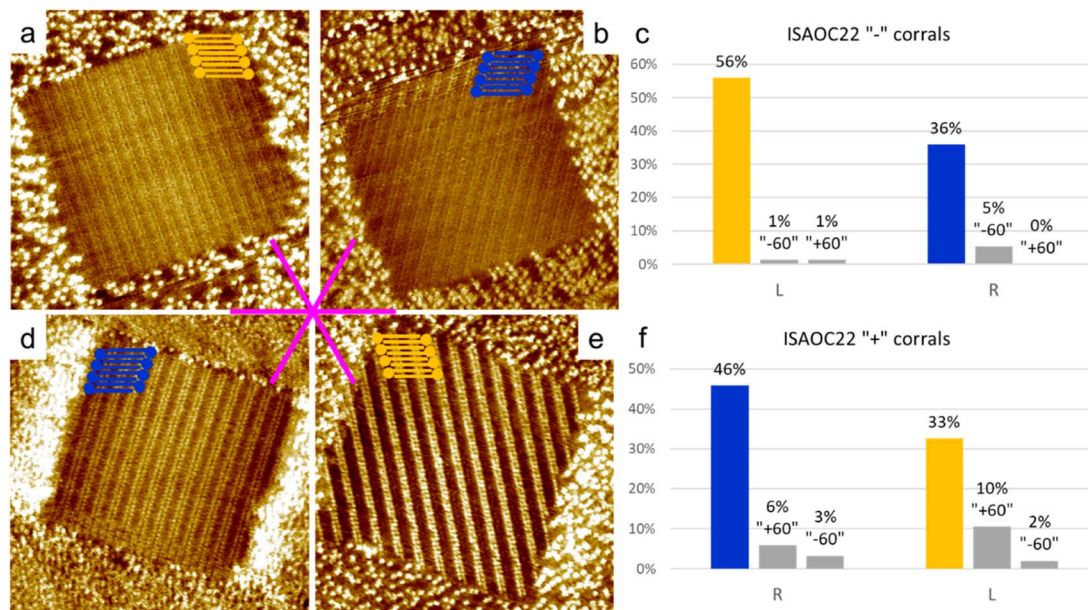 a
b
c
ISAOC22 "-" corrals
60%
50%
40%
30%
20%
10%
0%
56%
1%
"-60"
1%
"+60"
36%
5%
"-60"
0%
"+60"
L
R
d
e
f
ISAOC22 "+" corrals
50%
40%
30%
20%
10%
0%
46%
6%
"+60"
3%
"-60"
33%
10%
"+60"
2%
"-60"
R
L